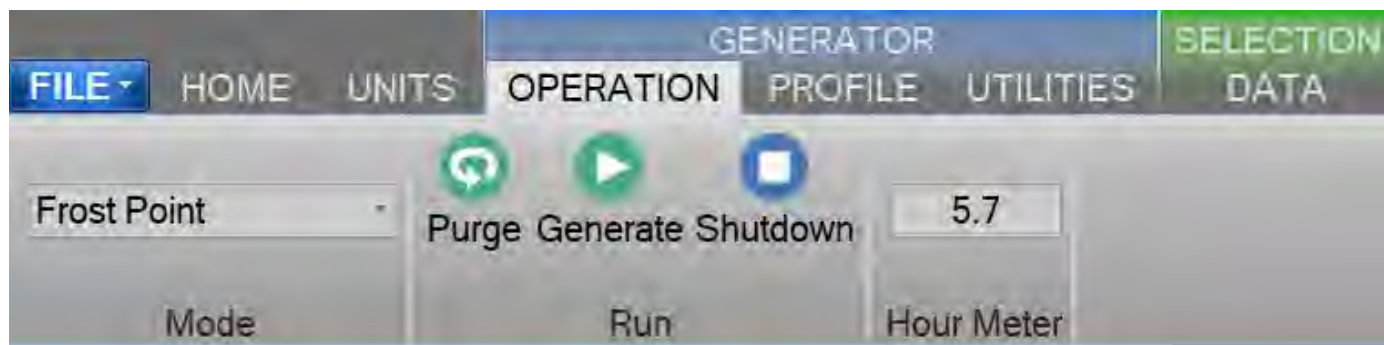 GENERATOR SELECTION
FILE HOME UNITS OPERATION PROFILE UTILITIES DATA
Frost Point
Purge Generate Shutdown
5.7
Mode Run Hour Meter